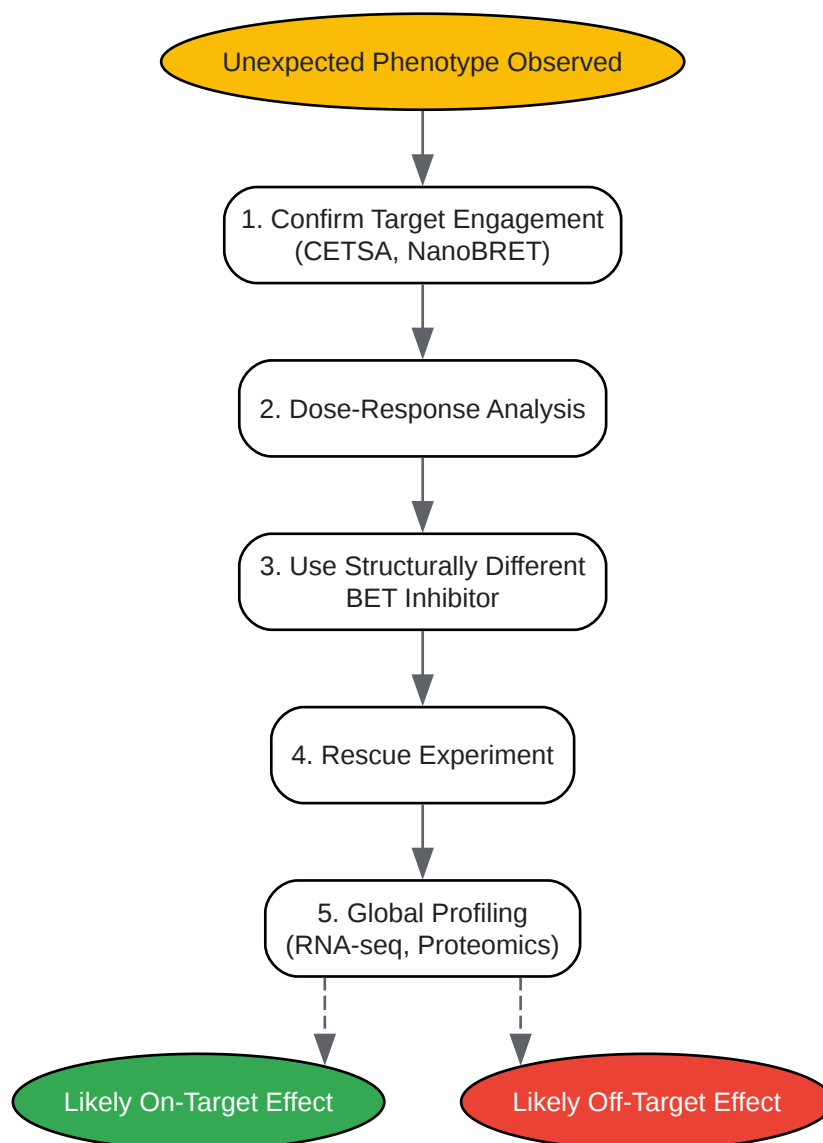 Unexpected Phenotype Observed
1. Confirm Target Engagement
(CETSA, NanoBRET)
2. Dose-Response Analysis
3. Use Structurally Different
BET Inhibitor
4. Rescue Experiment
5. Global Profiling
(RNA-seq, Proteomics)
Likely On-Target Effect
Likely Off-Target Effect